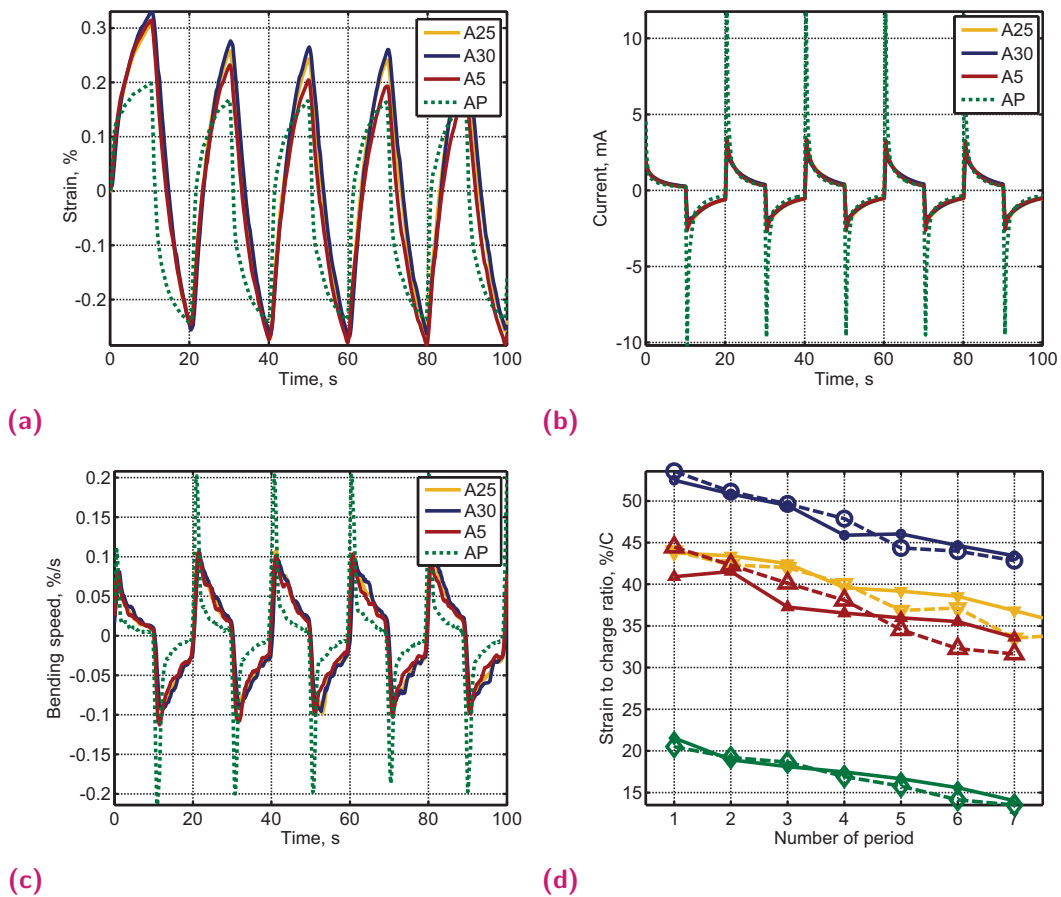 0.3
0.2
0.1
0
-0.1
-0.2
Strain, %
0 20 40 60 80 100
Time, s
A25
A30
A5
AP
(a)
10
5
0
-5
-10
Current, mA
0 20 40 60 80 100
Time, s
A25
A30
A5
AP
(b)
0.2
0.15
0.1
0.05
0
-0.05
-0.1
-0.15
-0.2
Bending speed, %/s
0 20 40 60 80 100
Time, s
A25
A30
A5
AP
(c)
50
45
40
35
30
25
20
15
Strain to charge ratio, %/C
1 2 3 4 5 6 7
Number of period
(d)